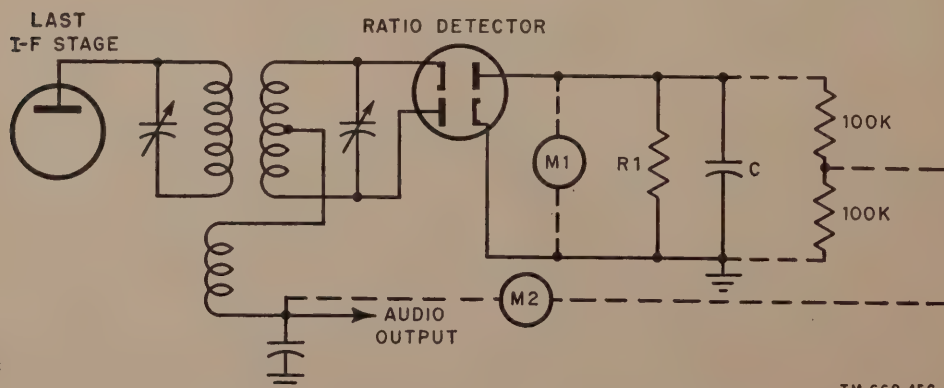 LAST
I-F STAGE
RATIO DETECTOR
M1
R1
C
100K
100K
M2
AUDIO
OUTPUT